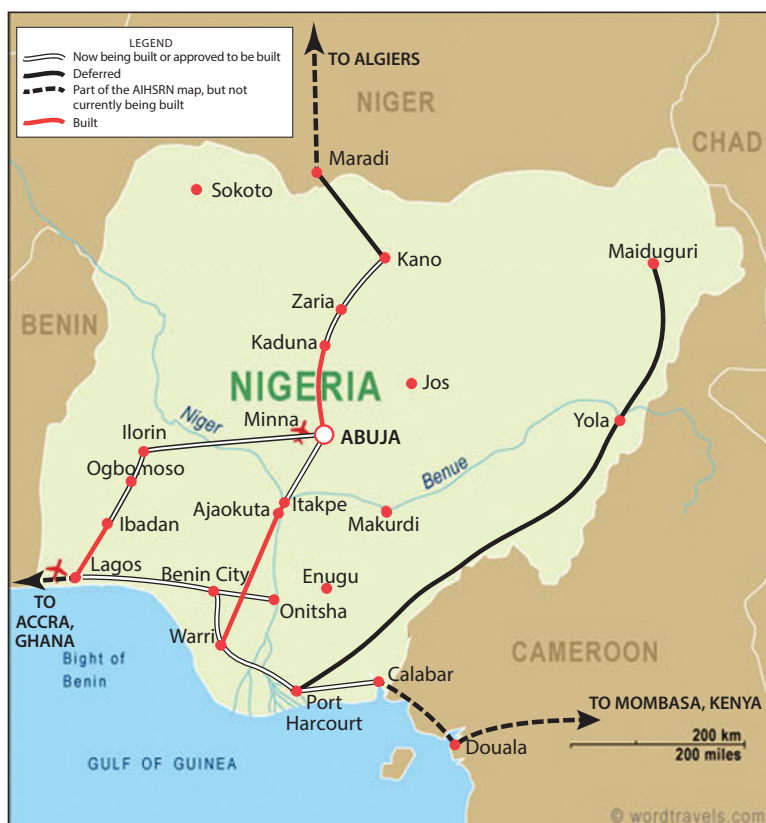 LEGEND
Now being built or approved to be built
Deferred
Part of the AIHSRN map, but not
currently being built
Built
TO ALGIERS
NIGER
CHAD
Maradi
Sokoto
Kano
Maiduguri
Zaria
BENIN
Kaduna
NIGERIA
Jos
Niger
Minna
Yola
Ilorin
ABUJA
Ogbomoso
Benue
Ajaokuta
Itakpe
Ibadan
Makurdi
Lagos
Benin City
Enugu
Onitsha
TO
ACCRA,
GHANA
Warri
Bight of
Benin
CAMEROON
Calabar
Port
Harcourt
TO MOMBASA, KENYA
Douala
200 km
200 miles
GULF OF GUINEA
© wordtravels.com